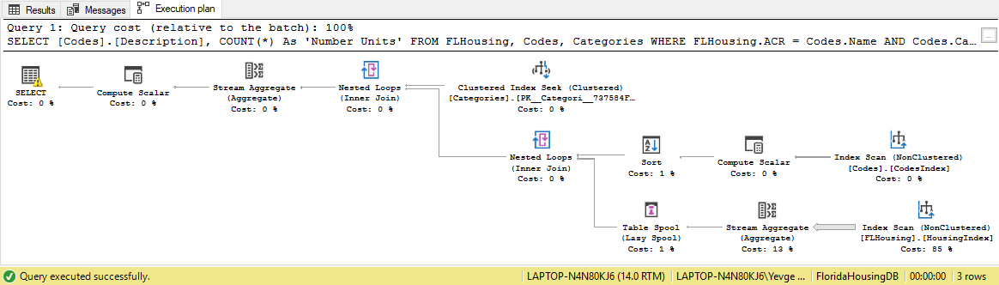 Results Messages Execution plan
Query 1: Query cost (relative to the batch): 100%
SELECT [Codes].[Description], COUNT(*) As 'Number Units' FROM FLHousing, Codes, Categories WHERE FLHousing.ACR = Codes.Name AND Codes.Ca…
...
SELECT
Cost: 0 %
Compute Scalar
Cost: 0 %
Stream Aggregate
(Aggregate)
Cost: 0 %
Nested Loops
(Inner Join)
Cost: 0 %
Clustered Index Seek (Clustered)
[Categories].[PK__Categori__737584F…
Cost: 0 %
Nested Loops
(Inner Join)
Cost: 0 %
Sort
Cost: 1 %
Compute Scalar
Cost: 0 %
Index Scan (NonClustered)
[Codes].[CodesIndex]
Cost: 0 %
Table Spool
(Lazy Spool)
Cost: 1 %
Stream Aggregate
(Aggregate)
Cost: 13 %
Index Scan (NonClustered)
[FLHousing].[HousingIndex]
Cost: 85 %
Query executed successfully. LAPTOP-N4N80KJ6 (14.0 RTM) LAPTOP-N4N80KJ6\Yevge ... FloridaHousingDB 00:00:00 3 rows